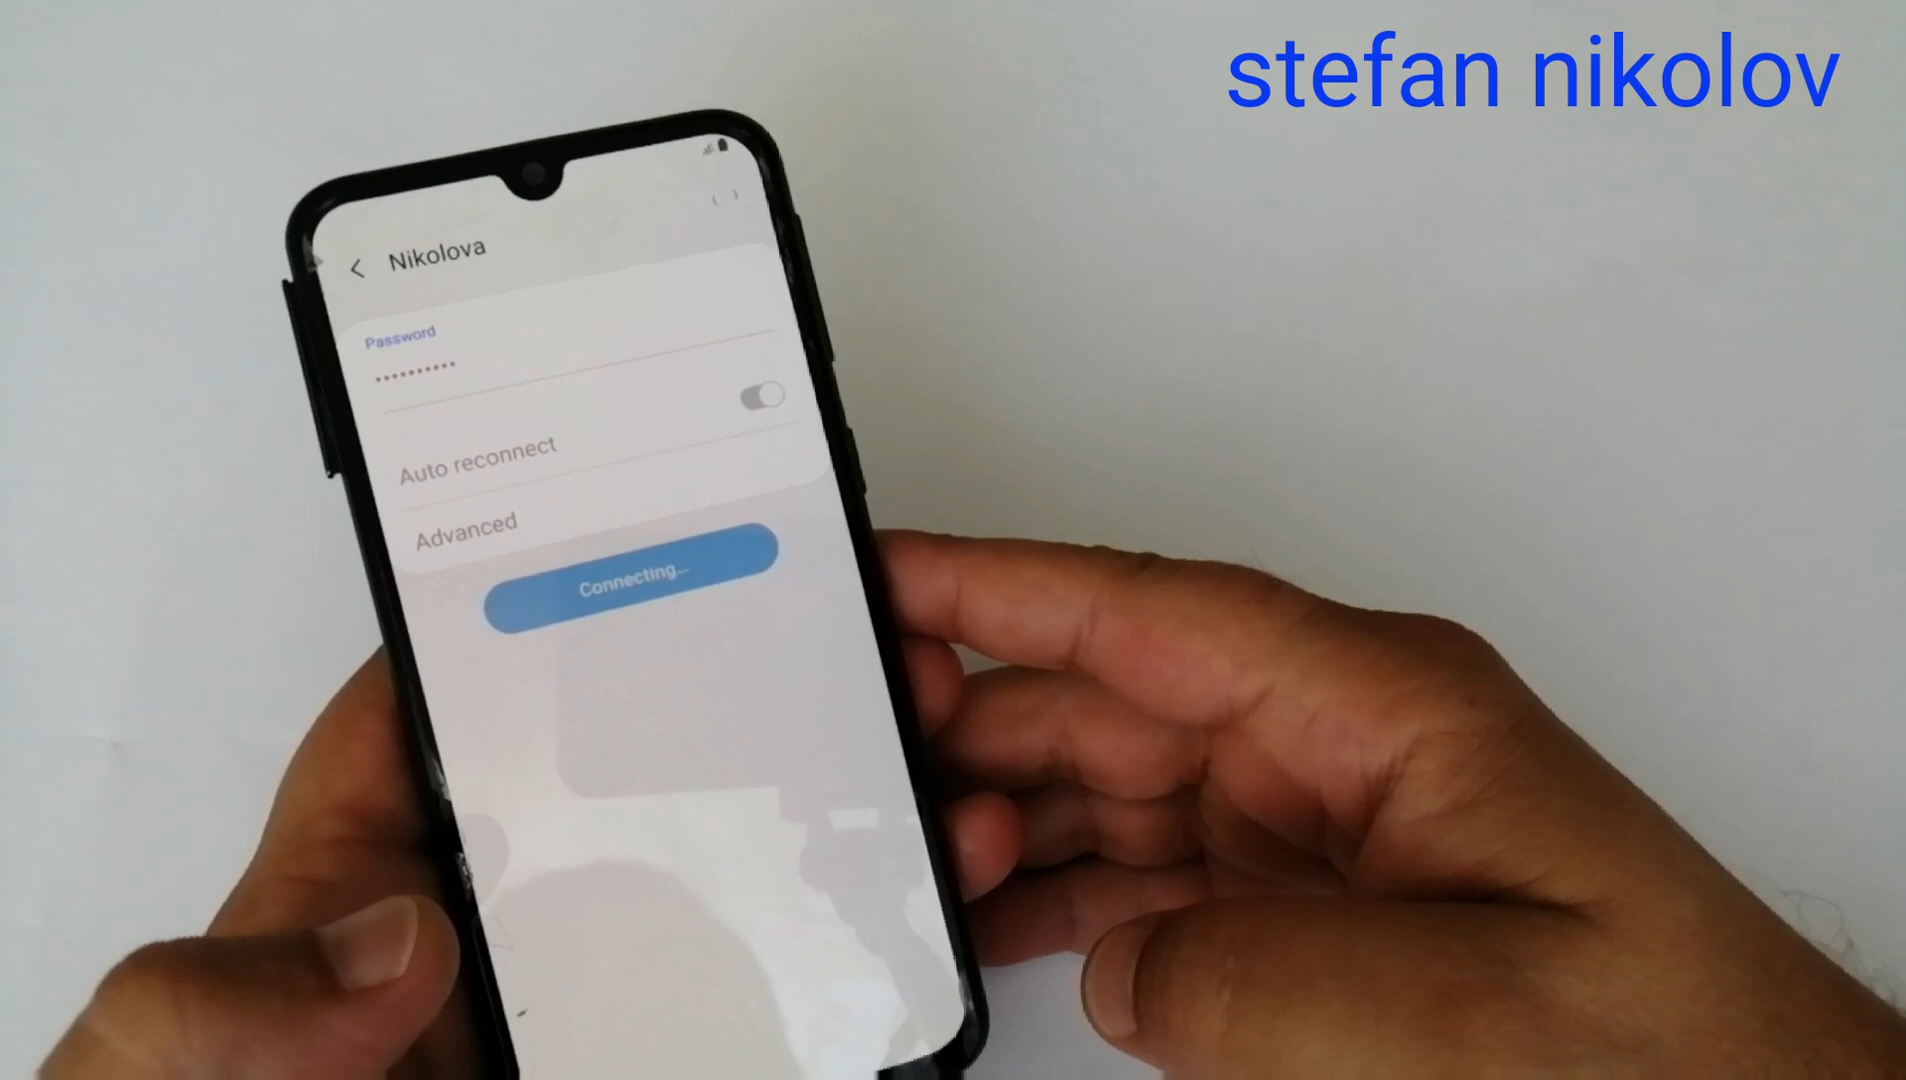 stefan nikolov
Nikolova
Password
••••••••••
Auto reconnect
Advanced
Connecting...